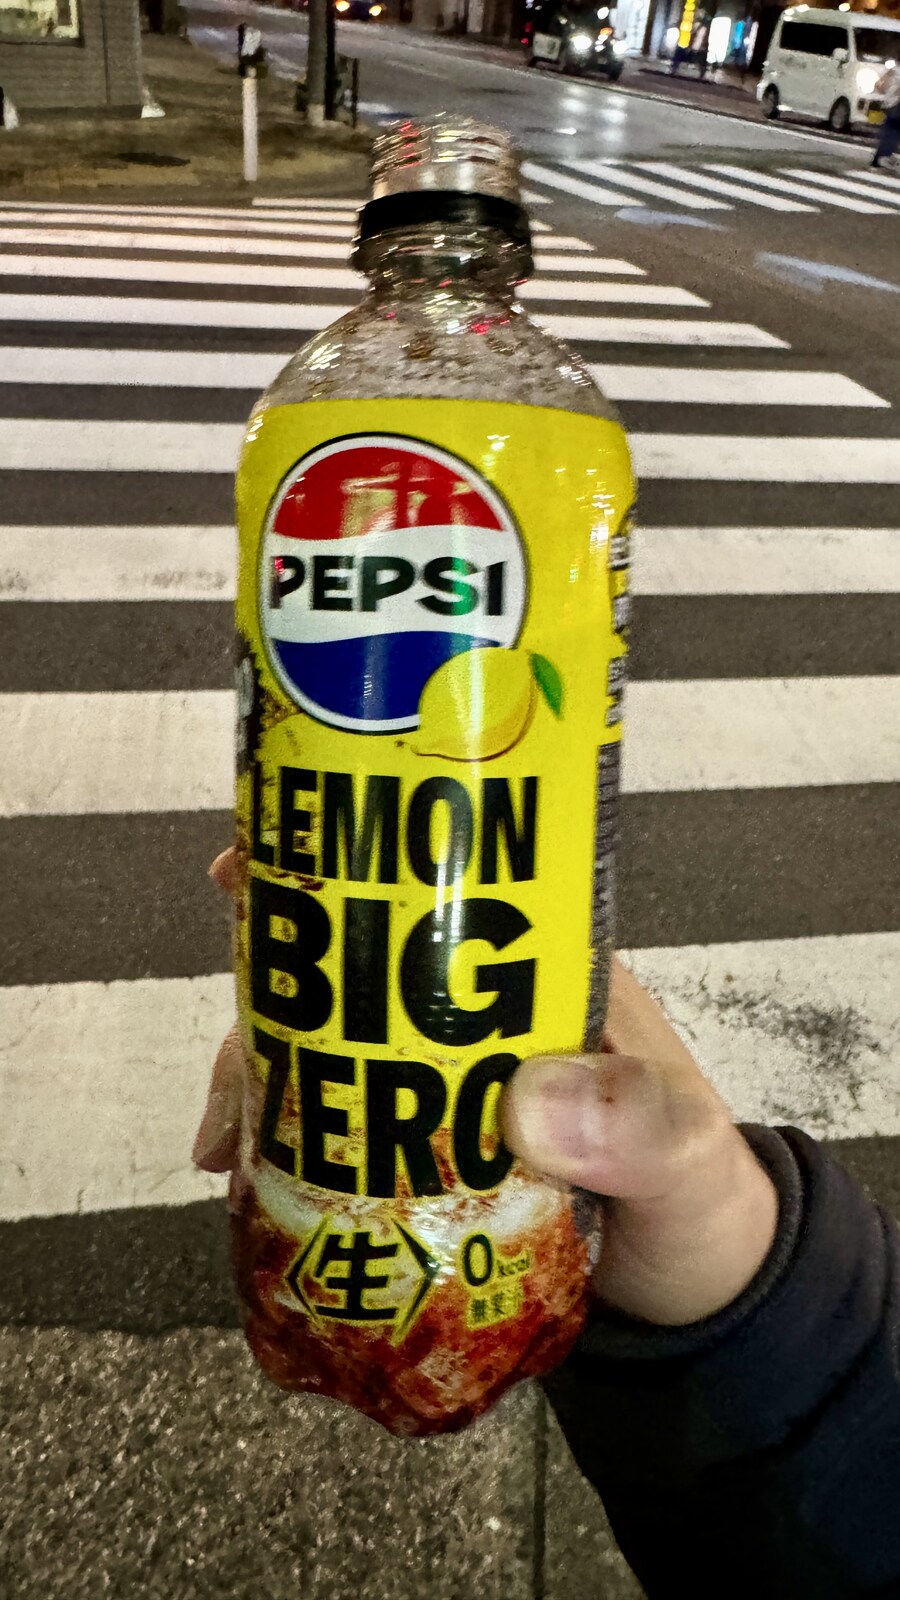 PEPSI
LEMON
BIG
ZERO
〈生〉
0kcal
無果汁